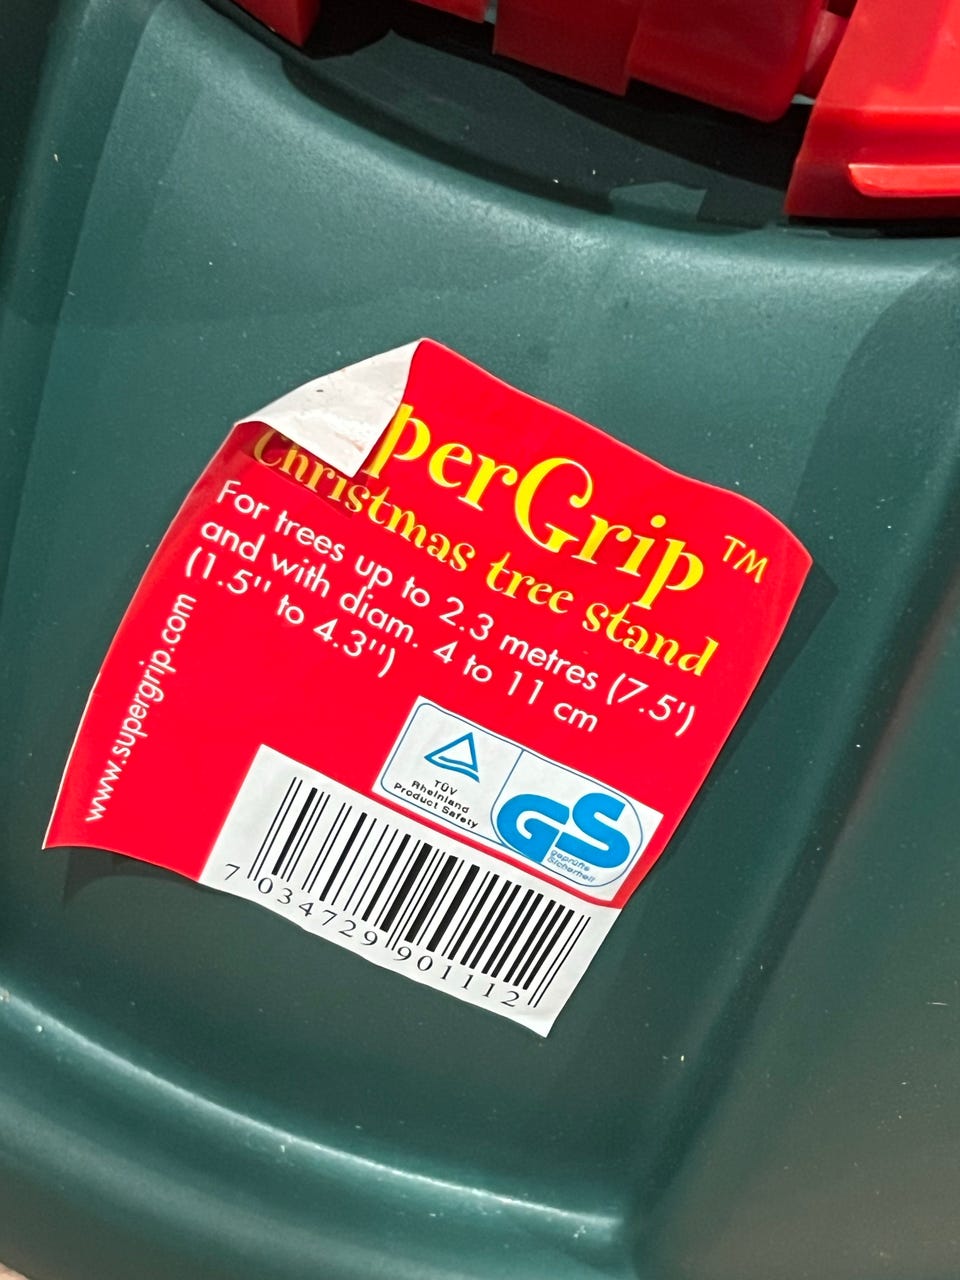 perGrip™
Christmas tree stand
For trees up to 2.3 metres (7.5')
and with diam. 4 to 11 cm
(1.5" to 4.3")
www.supergrip.com
TÜV
Rheinland
Product Safety
GS
geprüfte
Sicherheit
7 034729 901112